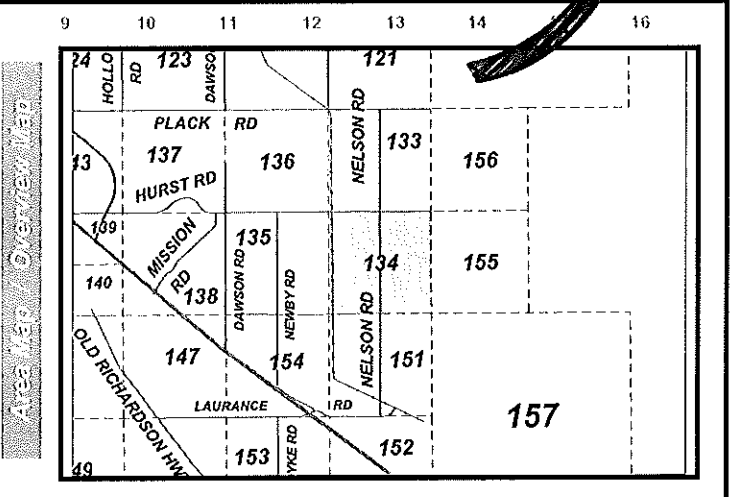 9 10 11 12 13 14 15 16
Area Map / Overview Map
24 HOLLO RD 123 DAWSO 121
PLACK RD
NELSON RD
133
13 137 136 156
HURST RD
139
MISSION RD
135
134 155
140
138
DAWSON RD
NEWBY RD
NELSON RD
147 154 151
OLD RICHARDSON HW
LAURANCE RD
157
153 YKE RD 152
49